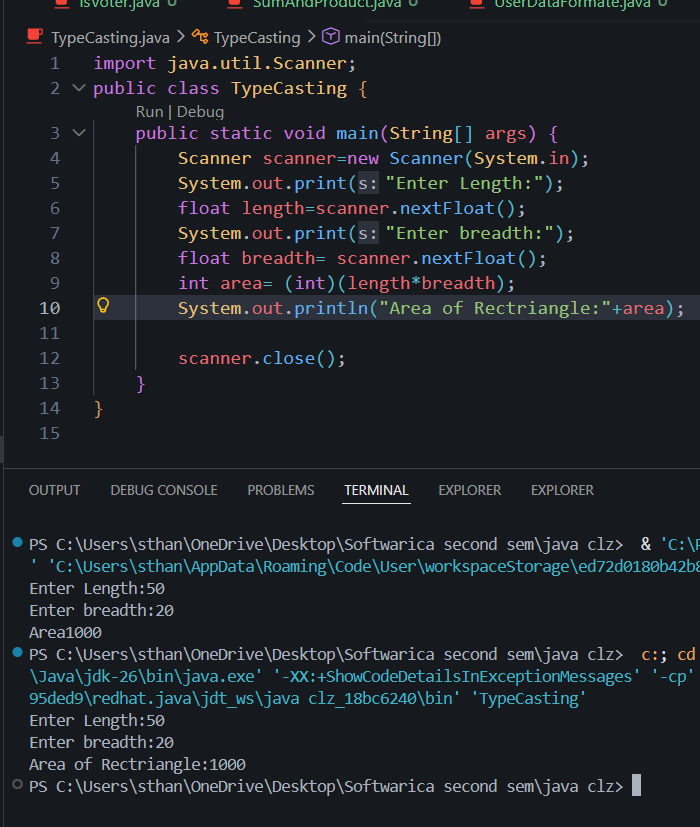 IsVoter.java U SumAndProduct.java U UserDataFormate.java U
TypeCasting.java > TypeCasting > main(String[])
1 import java.util.Scanner;
2 public class TypeCasting {
Run | Debug
3 public static void main(String[] args) {
4 Scanner scanner=new Scanner(System.in);
5 System.out.print(s: "Enter Length:");
6 float length=scanner.nextFloat();
7 System.out.print(s: "Enter breadth:");
8 float breadth= scanner.nextFloat();
9 int area= (int)(length*breadth);
10 System.out.println("Area of Rectriangle:"+area);
11
12 scanner.close();
13 }
14 }
15
OUTPUT DEBUG CONSOLE PROBLEMS TERMINAL EXPLORER EXPLORER
PS C:\Users\sthan\OneDrive\Desktop\Softwarica second sem\java clz> & 'C:\P
' 'C:\Users\sthan\AppData\Roaming\Code\User\workspaceStorage\ed72d0180b42b8
Enter Length:50
Enter breadth:20
Area1000
PS C:\Users\sthan\OneDrive\Desktop\Softwarica second sem\java clz> c:; cd
\Java\jdk-26\bin\java.exe' '-XX:+ShowCodeDetailsInExceptionMessages' '-cp'
95ded9\redhat.java\jdt_ws\java clz_18bc6240\bin' 'TypeCasting'
Enter Length:50
Enter breadth:20
Area of Rectriangle:1000
PS C:\Users\sthan\OneDrive\Desktop\Softwarica second sem\java clz>